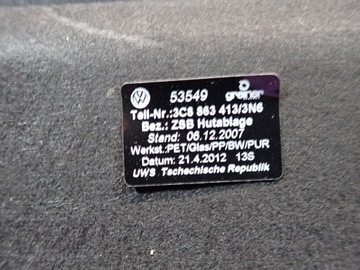 53549 greiner
Teil-Nr.:3C8 863 413/3N6
Bez.: ZSB Hutablage
Stand: 06.12.2007
Werkst.:PET/Glas/PP/BW/PUR
Datum: 21.4.2012 13S
UWS Tschechische Republik